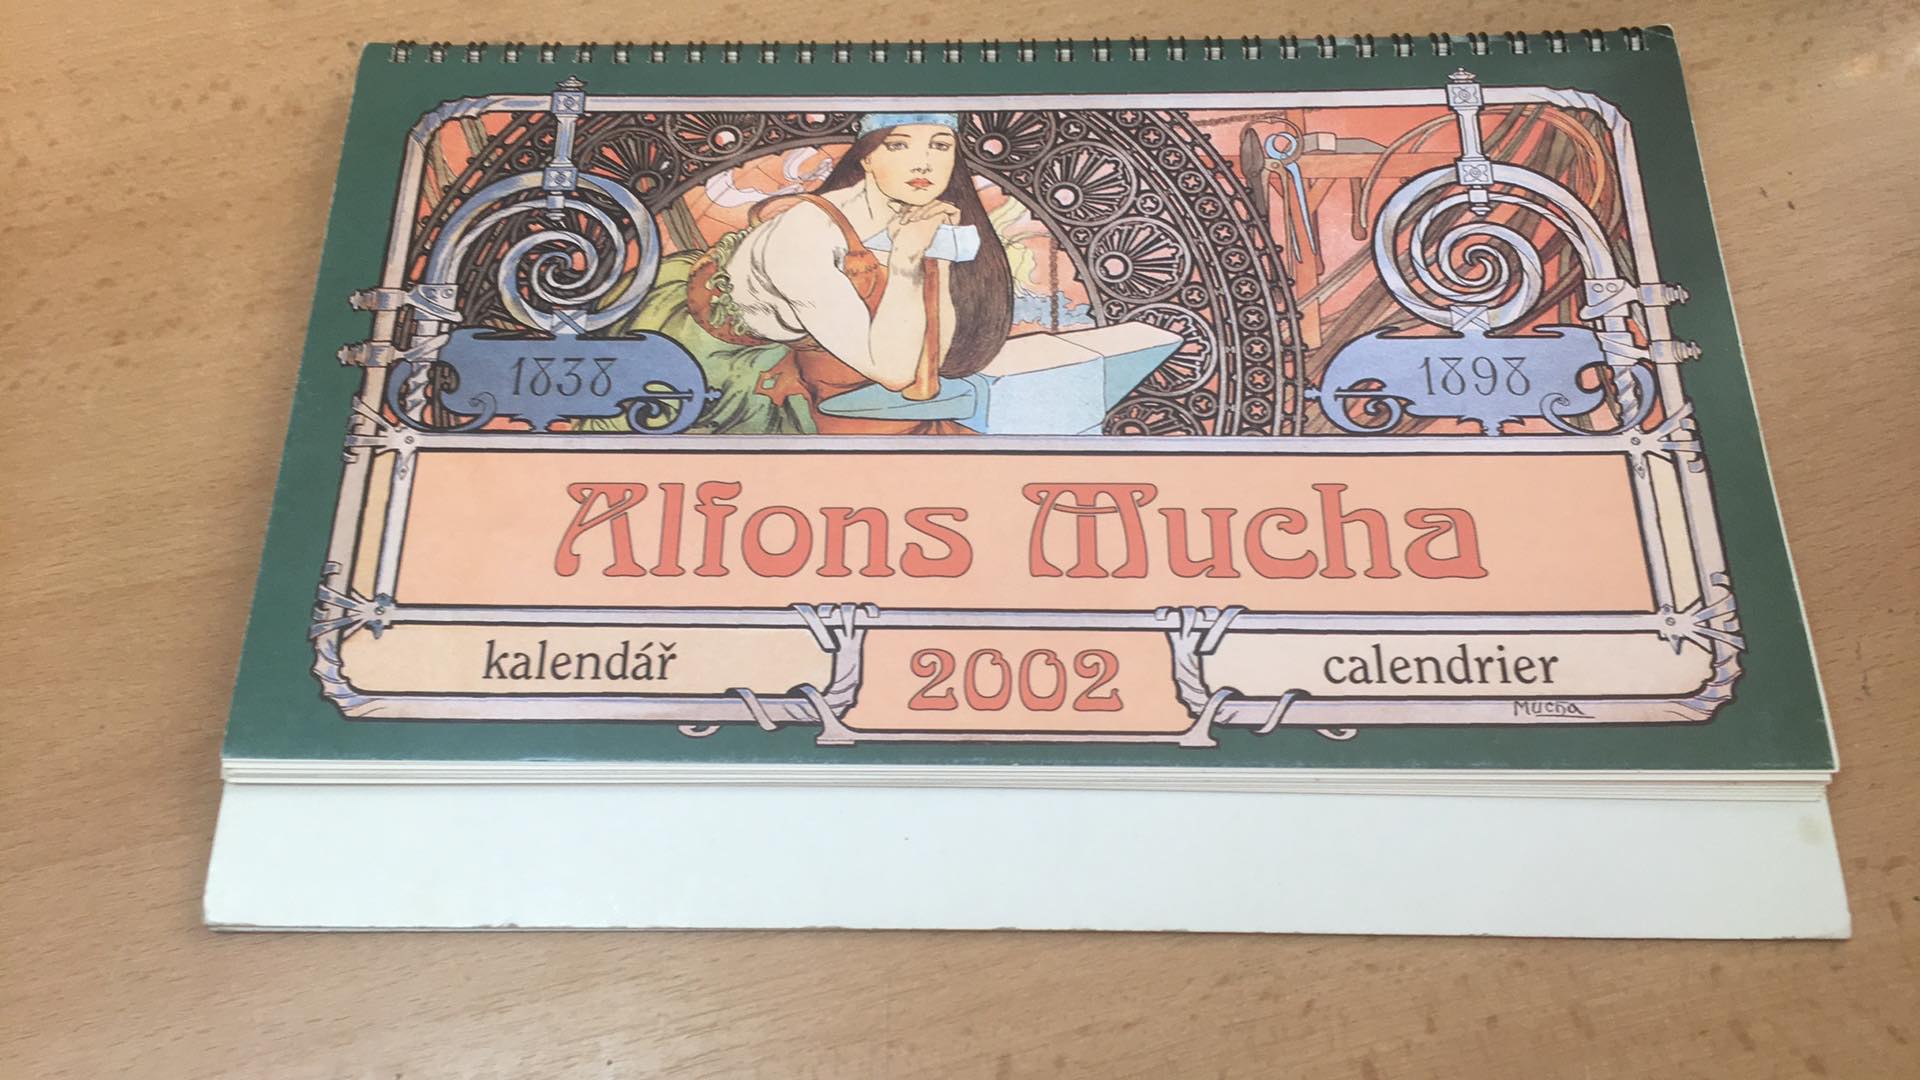 1838
1898
Alfons Mucha
kalendář
2002
calendrier
Mucha